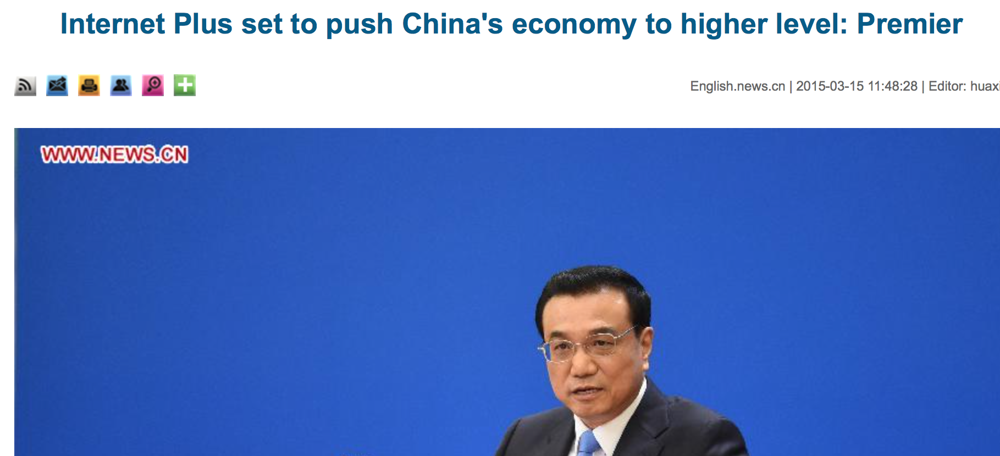 Internet Plus set to push China's economy to higher level: Premier
English.news.cn | 2015-03-15 11:48:28 | Editor: huaxi
WWW.NEWS.CN